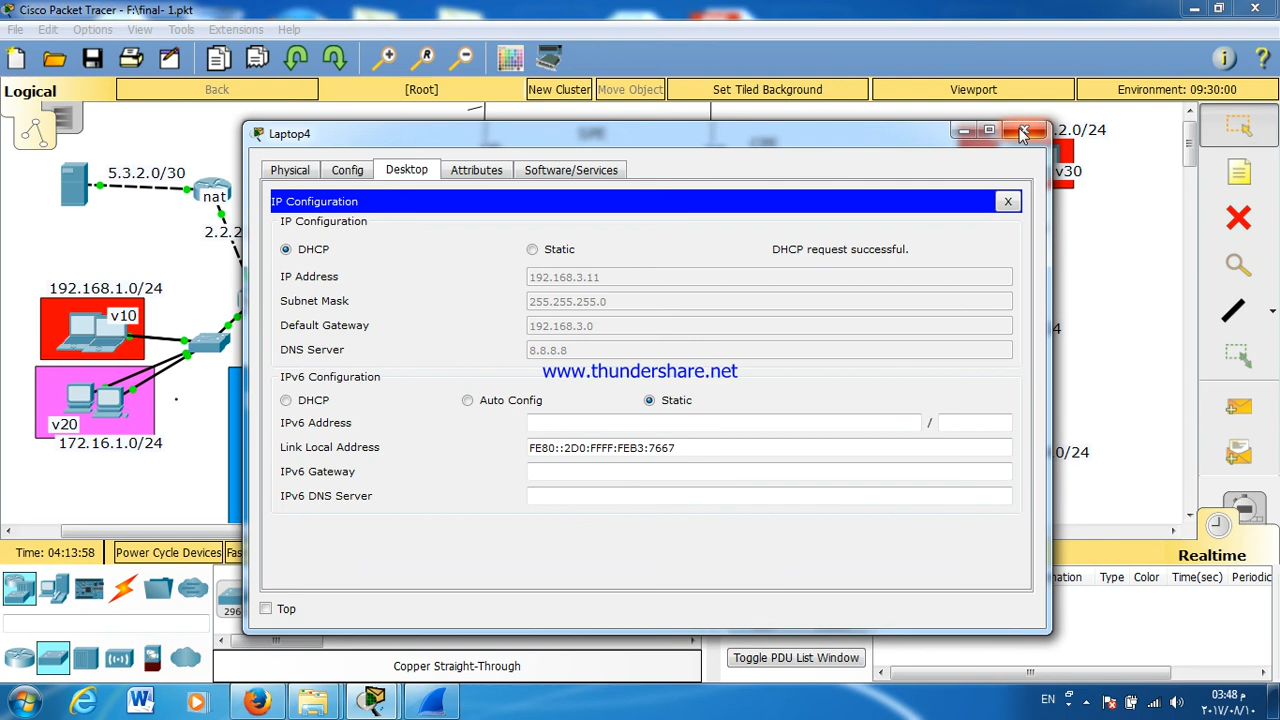 Cisco Packet Tracer - F:\final- 1.pkt
File Edit Options View Tools Extensions Help
Logical Back [Root] New Cluster Move Object Set Tiled Background Viewport Environment: 09:30:00
5.3.2.0/30
nat
2.2.2
192.168.1.0/24
v10
v20
172.16.1.0/24
.2.0/24
v30
.0/24
Laptop4
Physical Config Desktop Attributes Software/Services
IP Configuration X
IP Configuration
DHCP Static DHCP request successful.
IP Address 192.168.3.11
Subnet Mask 255.255.255.0
Default Gateway 192.168.3.0
DNS Server 8.8.8.8
www.thundershare.net
IPv6 Configuration
DHCP Auto Config Static
IPv6 Address /
Link Local Address FE80::2D0:FFFF:FEB3:7667
IPv6 Gateway
IPv6 DNS Server
Top
Time: 04:13:58 Power Cycle Devices Fas
Realtime
296
Copper Straight-Through
Toggle PDU List Window
nation Type Color Time(sec) Periodic
EN
03:48 م
٢٠١٧/٠٨/١٠